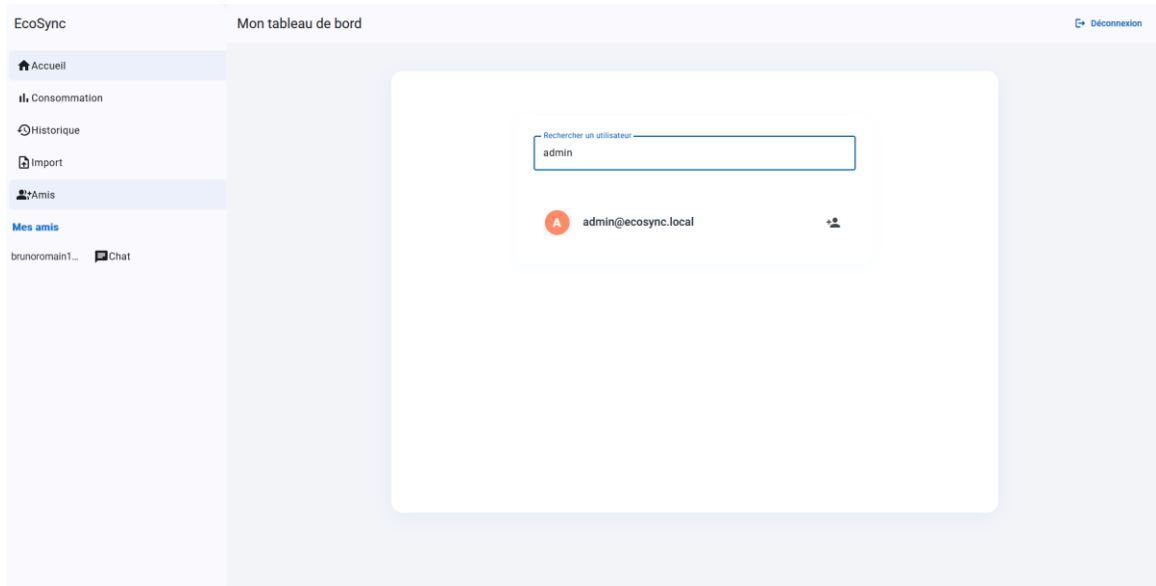 EcoSync
Mon tableau de bord
Déconnexion
Accueil
Consommation
Historique
Import
Amis
Mes amis
brunoromain1...
Chat
Rechercher un utilisateur
admin
A
admin@ecosync.local